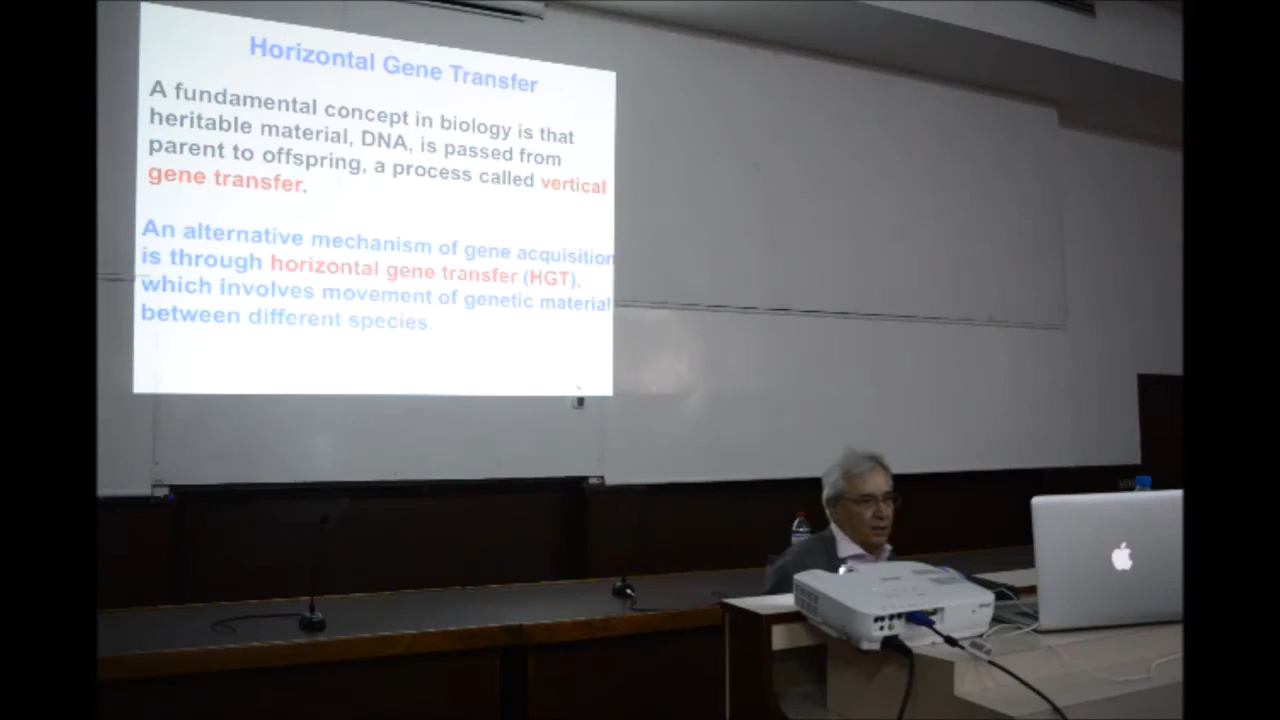 Horizontal Gene Transfer
A fundamental concept in biology is that
heritable material, DNA, is passed from
parent to offspring, a process called vertical
gene transfer.
An alternative mechanism of gene acquisition
is through horizontal gene transfer (HGT),
which involves movement of genetic material
between different species.